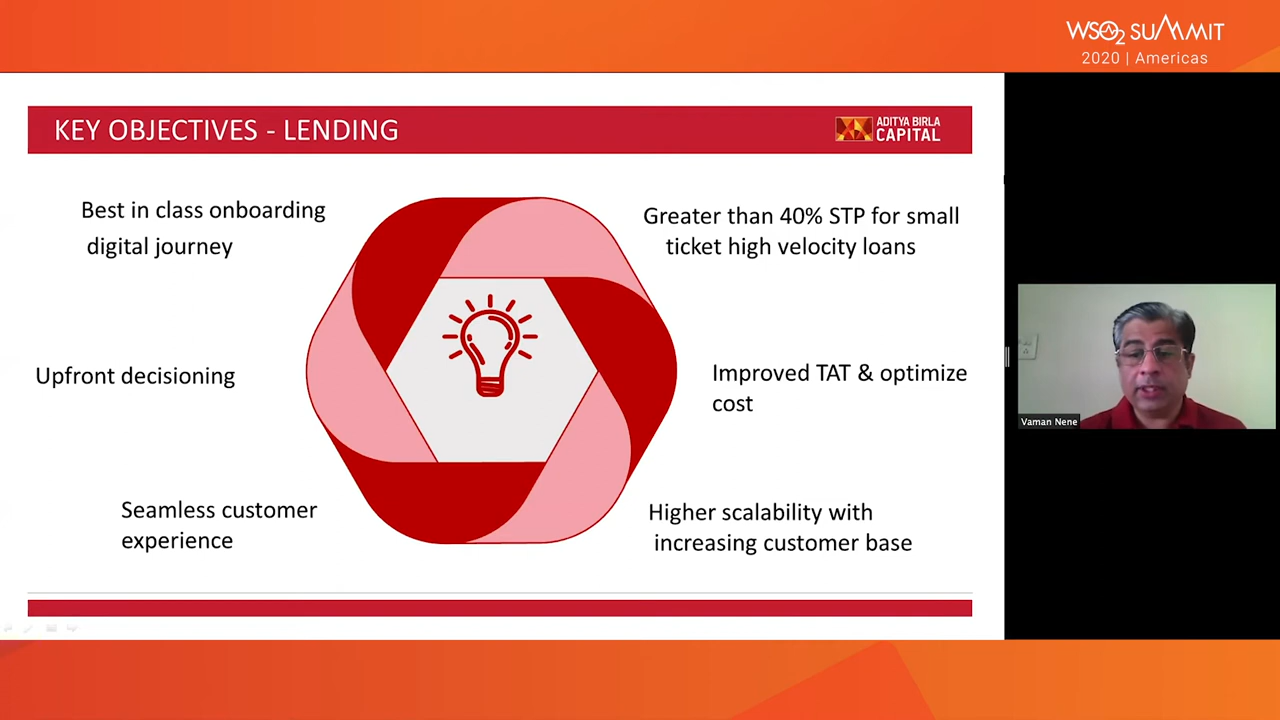 WSO2 SUMMIT
2020 | Americas
KEY OBJECTIVES - LENDING
ADITYA BIRLA
CAPITAL
Best in class onboarding
digital journey
Greater than 40% STP for small
ticket high velocity loans
Upfront decisioning
Improved TAT & optimize
cost
Seamless customer
experience
Higher scalability with
increasing customer base
Vaman Nene